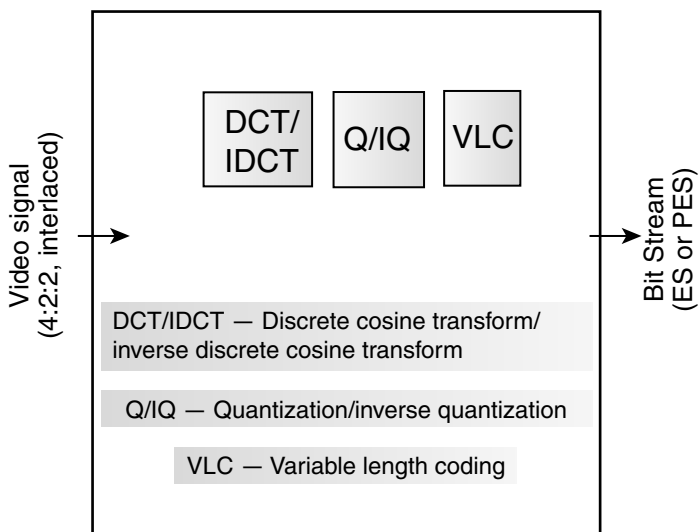 DCT/
IDCT
Q/IQ
VLC
Video signal
(4:2:2, interlaced)
Bit Stream
(ES or PES)
DCT/IDCT — Discrete cosine transform/
inverse discrete cosine transform
Q/IQ — Quantization/inverse quantization
VLC — Variable length coding